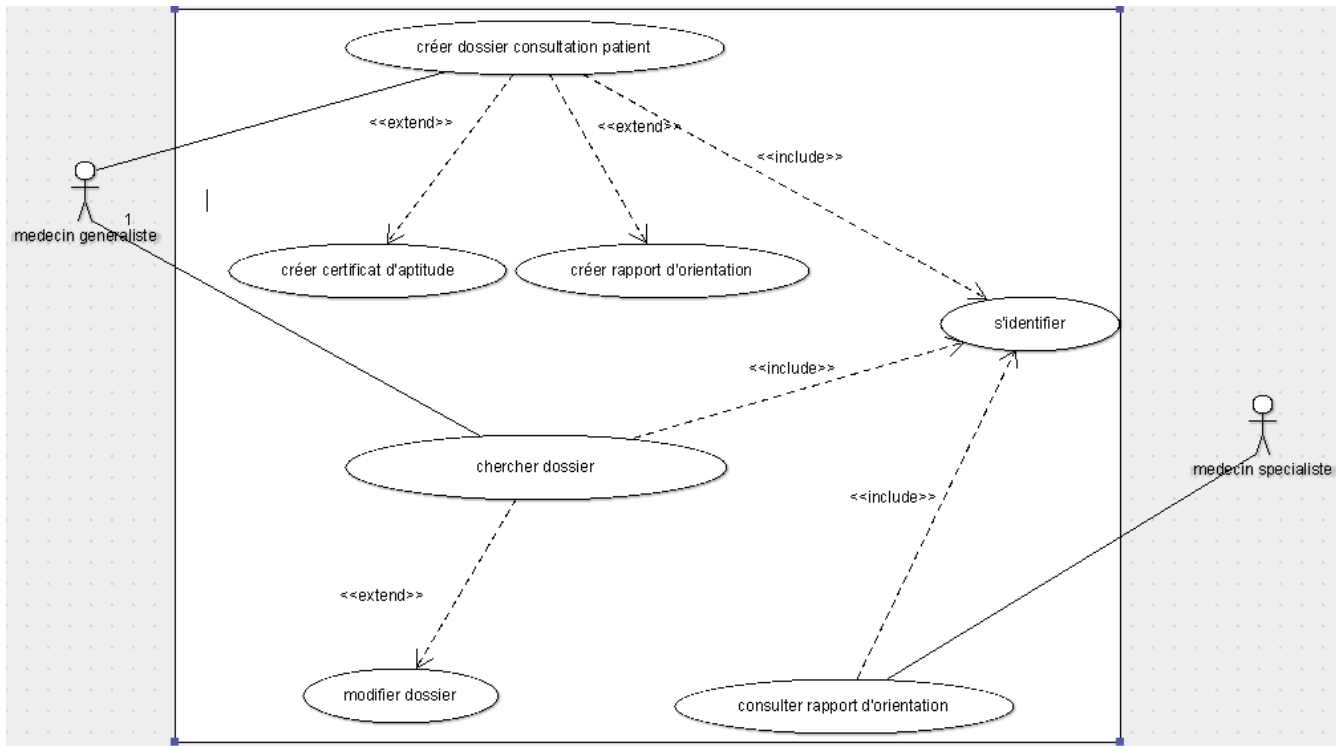 créer dossier consultation patient
<<extend>>
<<extend>>
<<include>>
1
medecin generaliste
créer certificat d'aptitude
créer rapport d'orientation
s'identifier
<<include>>
chercher dossier
medecin specialiste
<<include>>
<<extend>>
modifier dossier
consulter rapport d'orientation